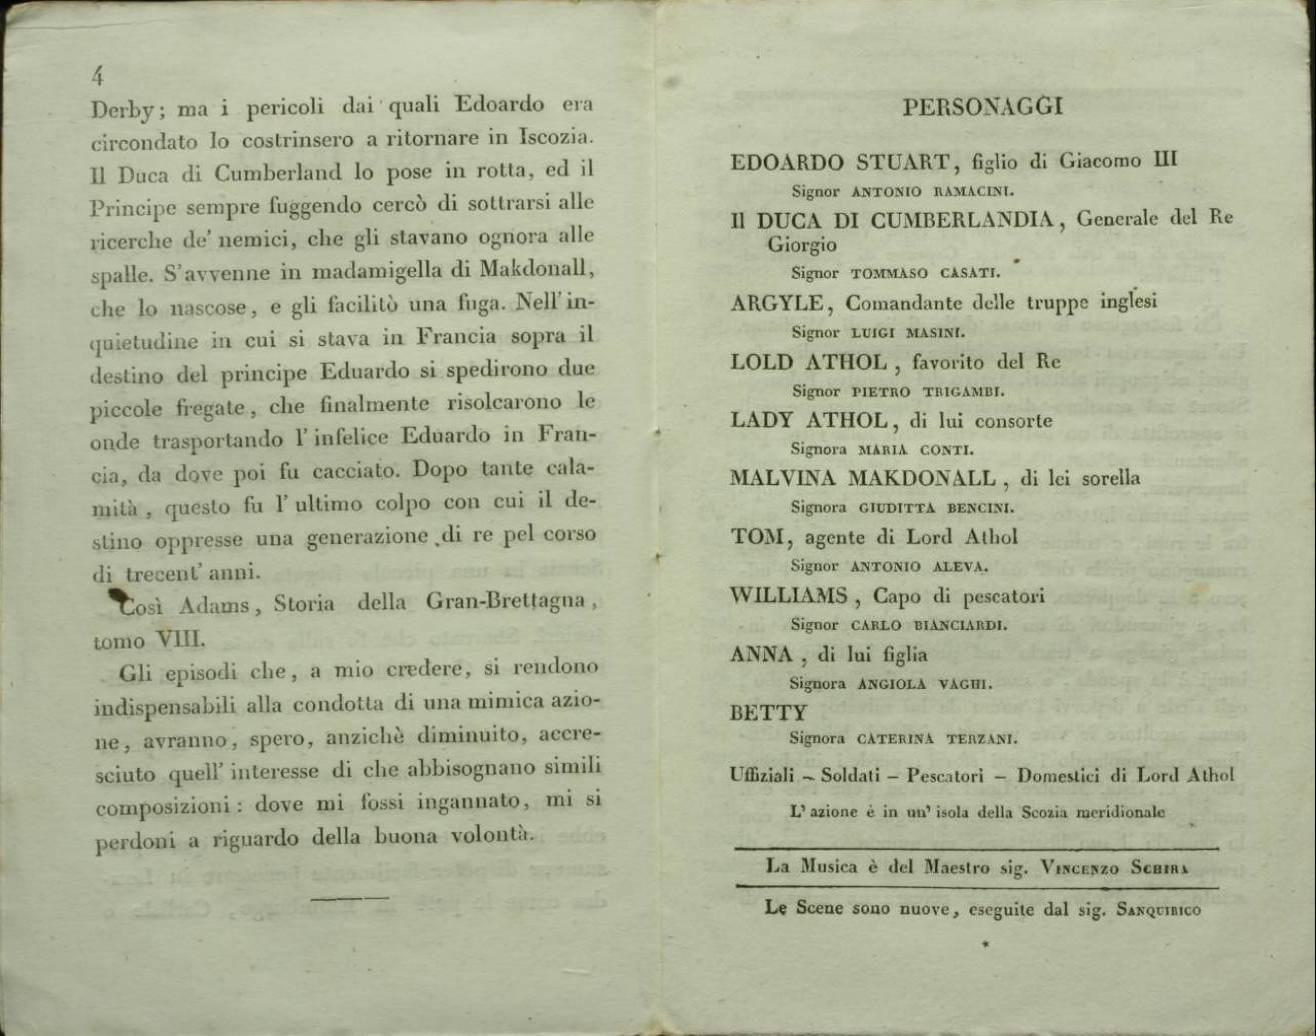 4
Derby; ma i pericoli dai quali Edoardo era
circondato lo costrinsero a ritornare in Iscozia.
Il Duca di Cumberland lo pose in rotta, ed il
Principe sempre fuggendo cercò di sottrarsi alle
ricerche de' nemici, che gli stavano ognora alle
spalle. S'avvenne in madamigella di Makdonall,
che lo nascose, e gli facilitò una fuga. Nell' in-
quietudine in cui si stava in Francia sopra il
destino del principe Eduardo si spedirono due
piccole fregate, che finalmente risolcarono le
onde trasportando l' infelice Eduardo in Fran-
cia, da dove poi fu cacciato. Dopo tante cala-
mità, questo fu l' ultimo colpo con cui il de-
stino oppresse una generazione di re pel corso
di trecent' anni.
Così Adams, Storia della Gran-Brettagna,
tomo VIII.
Gli episodi che, a mio credere, si rendono
indispensabili alla condotta di una mimica azio-
ne, avranno, spero, anzichè diminuito, accre-
sciuto quell' interesse di che abbisognano simili
composizioni: dove mi fossi ingannato, mi si
perdoni a riguardo della buona volontà.
PERSONAGGI
EDOARDO STUART, figlio di Giacomo III
Signor ANTONIO RAMACINI.
Il DUCA DI CUMBERLANDIA, Generale del Re
Giorgio
Signor TOMMASO CASATI.
ARGYLE, Comandante delle truppe inglesi
Signor LUIGI MASINI.
LOLD ATHOL, favorito del Re
Signor PIETRO TRIGAMBI.
LADY ATHOL, di lui consorte
Signora MARIA CONTI.
MALVINA MAKDONALL, di lei sorella
Signora GIUDITTA BENCINI.
TOM, agente di Lord Athol
Signor ANTONIO ALEVA.
WILLIAMS, Capo di pescatori
Signor CARLO BIANCIARDI.
ANNA, di lui figlia
Signora ANGIOLA VAGHI.
BETTY
Signora CATERINA TERZANI.
Uffiziali – Soldati – Pescatori – Domestici di Lord Athol
L' azione è in un' isola della Scozia meridionale
La Musica è del Maestro sig. VINCENZO SCHIRA
Le Scene sono nuove, eseguite dal sig. SANQUIRICO
*